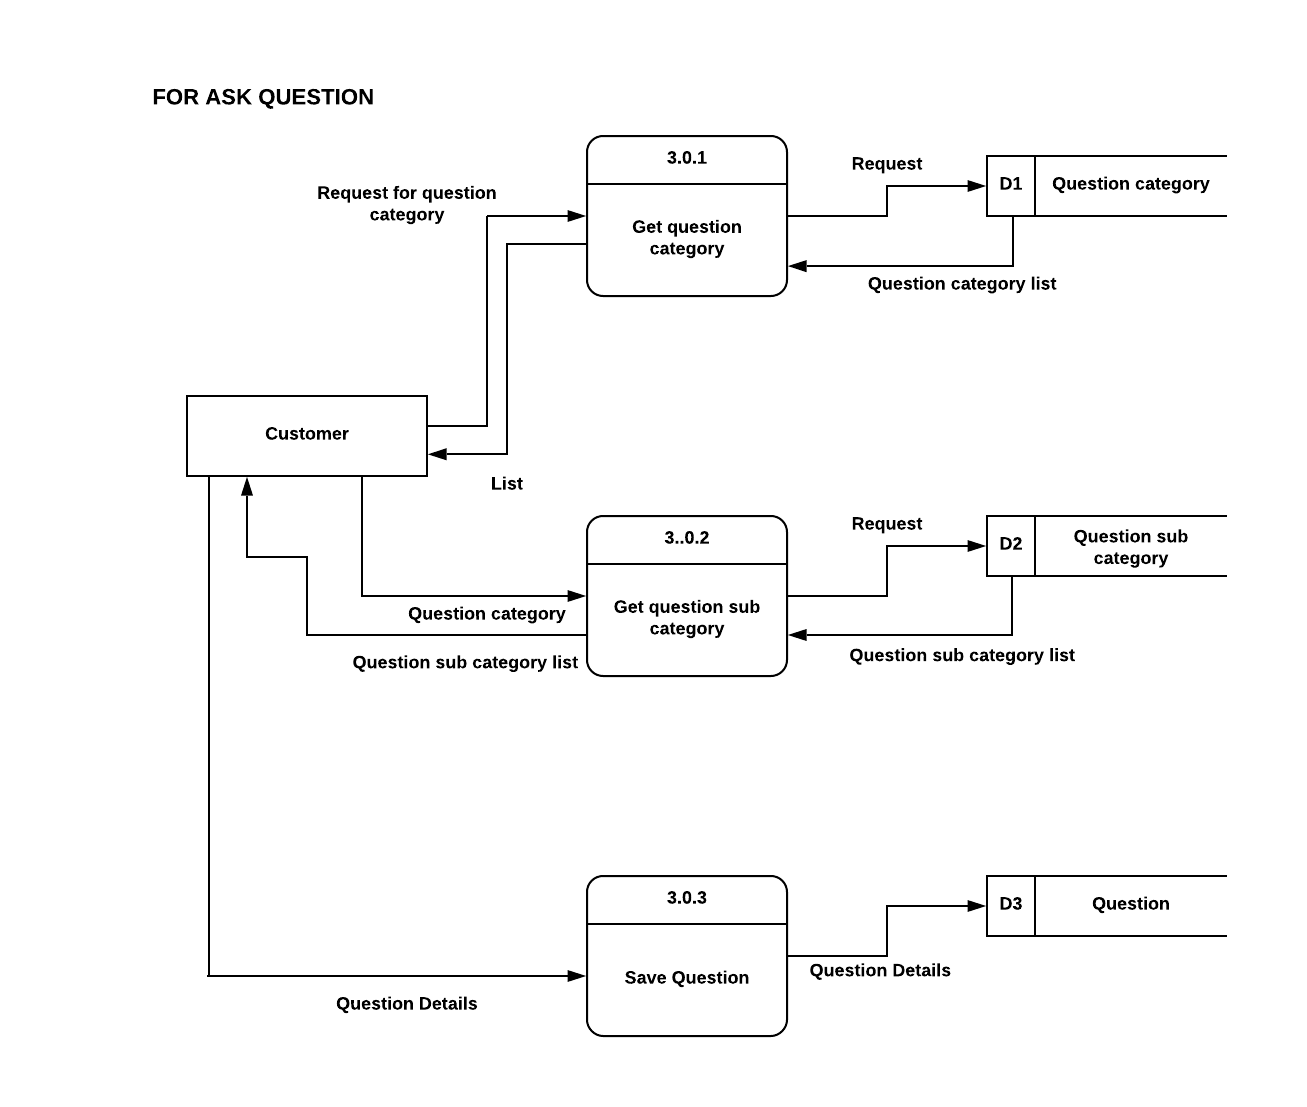 FOR ASK QUESTION
3.0.1
Get question
category
Request for question
category
Request
D1
Question category
Question category list
Customer
List
3..0.2
Get question sub
category
Request
D2
Question sub
category
Question category
Question sub category list
Question sub category list
3.0.3
Save Question
D3
Question
Question Details
Question Details